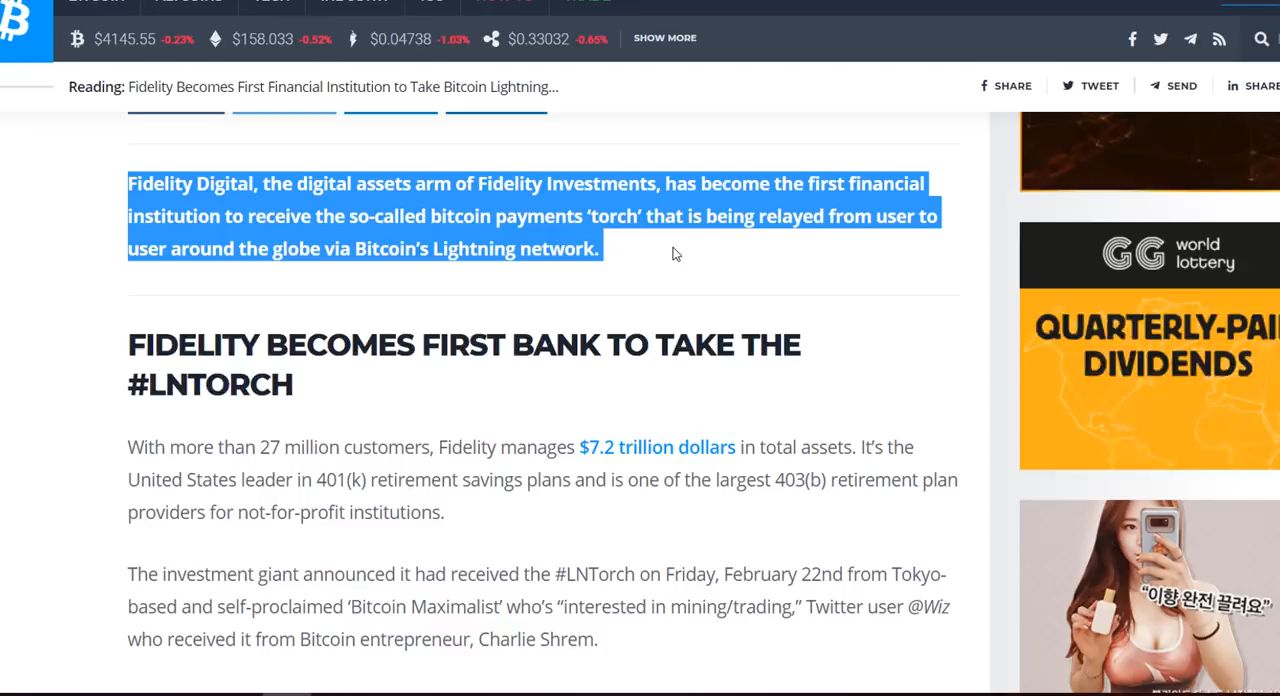 $4145.55 -0.23% $158.033 -0.52% $0.04738 -1.03% $0.33032 -0.65% SHOW MORE
Reading: Fidelity Becomes First Financial Institution to Take Bitcoin Lightning...
SHARE TWEET SEND SHARE
Fidelity Digital, the digital assets arm of Fidelity Investments, has become the first financial
institution to receive the so-called bitcoin payments ‘torch’ that is being relayed from user to
user around the globe via Bitcoin’s Lightning network.
FIDELITY BECOMES FIRST BANK TO TAKE THE
#LNTORCH
With more than 27 million customers, Fidelity manages $7.2 trillion dollars in total assets. It’s the
United States leader in 401(k) retirement savings plans and is one of the largest 403(b) retirement plan
providers for not-for-profit institutions.
The investment giant announced it had received the #LNTorch on Friday, February 22nd from Tokyo-
based and self-proclaimed ‘Bitcoin Maximalist’ who’s “interested in mining/trading,” Twitter user @Wiz
who received it from Bitcoin entrepreneur, Charlie Shrem.
GG world
lottery
QUARTERLY-PAI
DIVIDENDS
"이향 완전 끌려요"